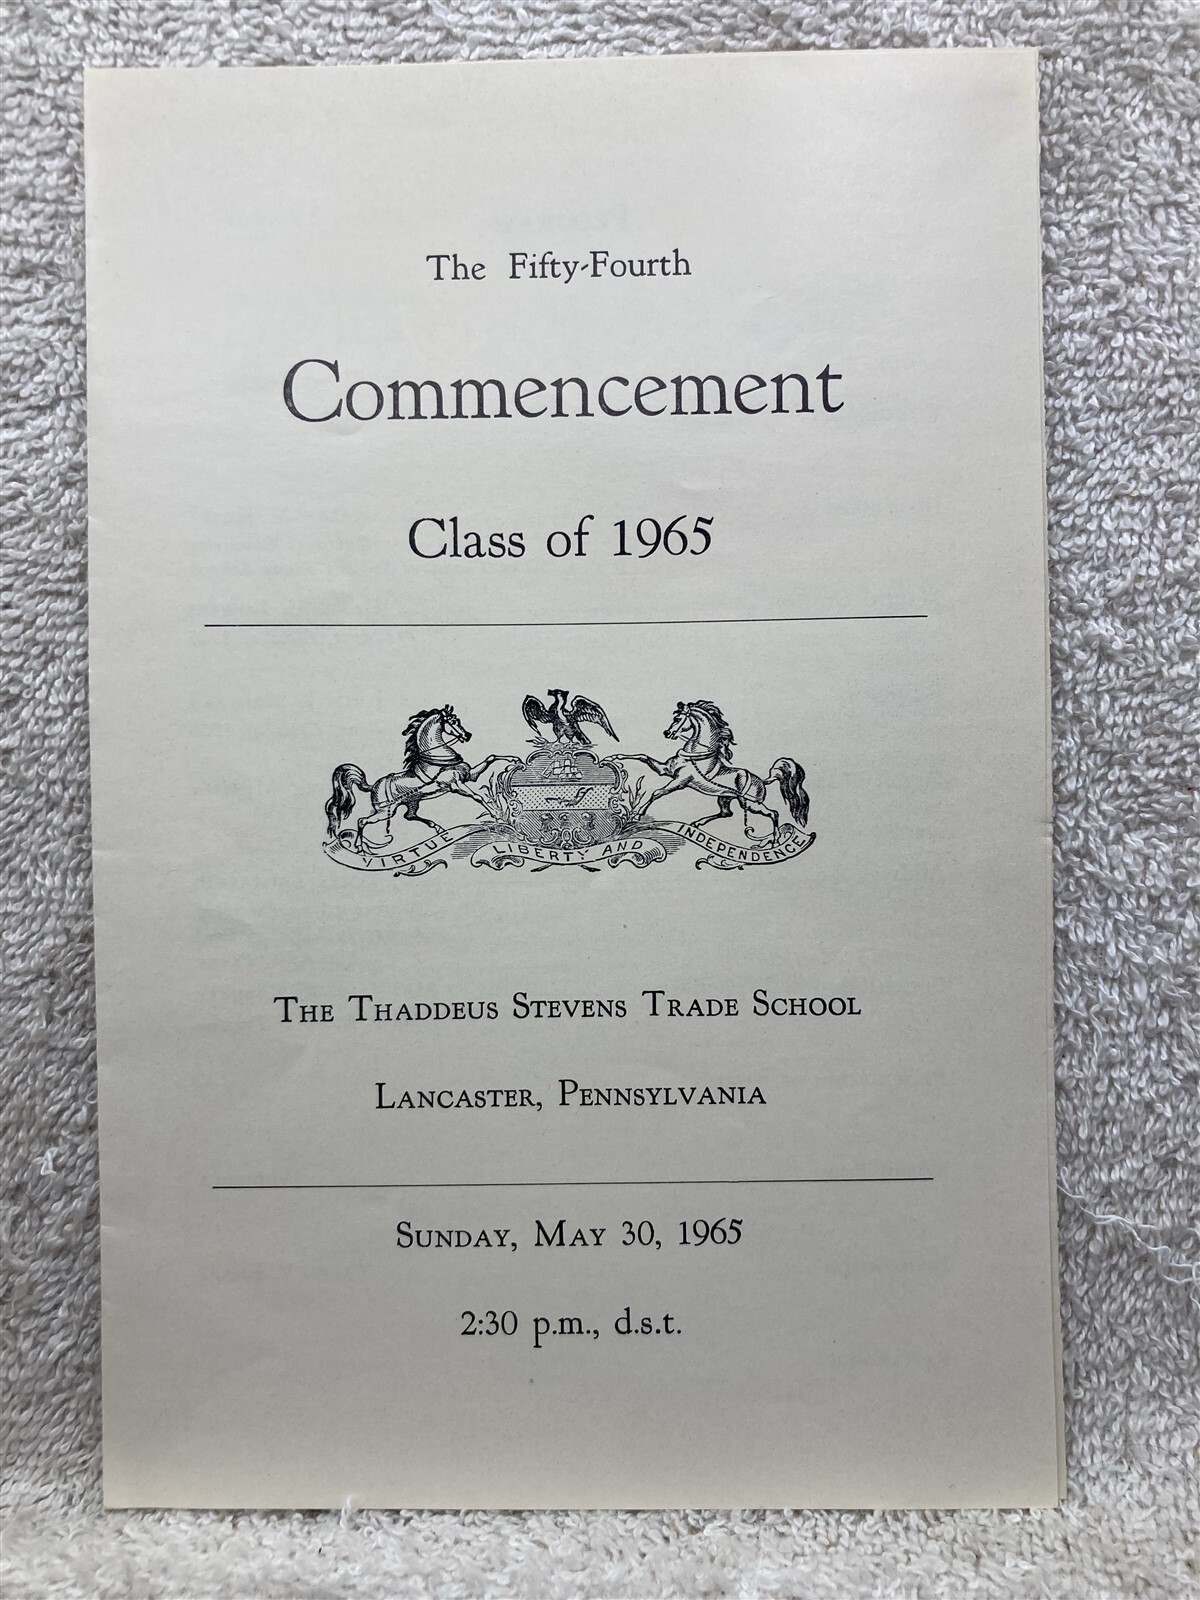 The Fifty-Fourth
Commencement
Class of 1965
VIRTUE LIBERTY AND INDEPENDENCE
THE THADDEUS STEVENS TRADE SCHOOL
LANCASTER, PENNSYLVANIA
SUNDAY, MAY 30, 1965
2:30 p.m., d.s.t.